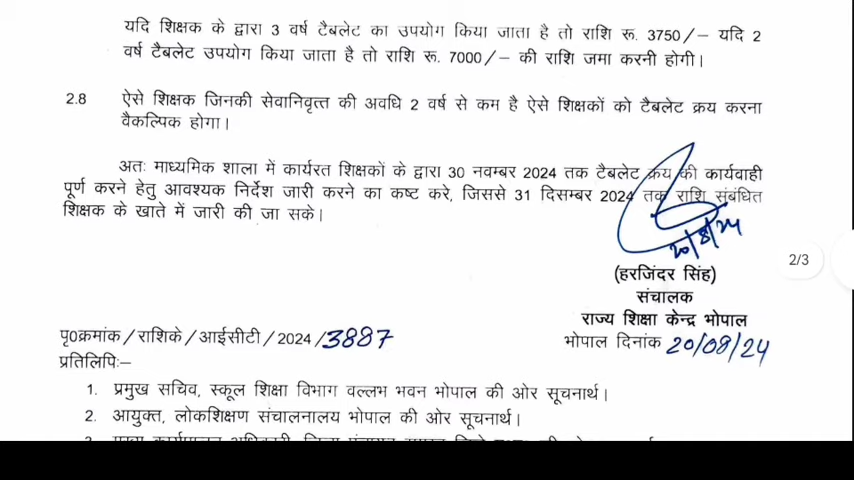 यदि शिक्षक के द्वारा 3 वर्ष टैबलेट का उपयोग किया जाता है तो राशि रू. 3750/– यदि 2
वर्ष टैबलेट उपयोग किया जाता है तो राशि रू. 7000/– की राशि जमा करनी होगी।
2.8 ऐसे शिक्षक जिनकी सेवानिवृत्त की अवधि 2 वर्ष से कम है ऐसे शिक्षकों को टैबलेट क्रय करना
वैकल्पिक होगा।
अतः माध्यमिक शाला में कार्यरत शिक्षकों के द्वारा 30 नवम्बर 2024 तक टैबलेट क्रय की कार्यवाही
पूर्ण करने हेतु आवश्यक निर्देश जारी करने का कष्ट करे, जिससे 31 दिसम्बर 2024 तक राशि संबंधित
शिक्षक के खाते में जारी की जा सके।
20/8/24
2/3
(हरजिंदर सिंह)
संचालक
राज्य शिक्षा केन्द्र भोपाल
पृ0क्रमांक/राशिके/आईसीटी/2024/3887
भोपाल दिनांक 20/08/24
प्रतिलिपिः–
1. प्रमुख सचिव, स्कूल शिक्षा विभाग वल्लभ भवन भोपाल की ओर सूचनार्थ।
2. आयुक्त, लोकशिक्षण संचालनालय भोपाल की ओर सूचनार्थ।